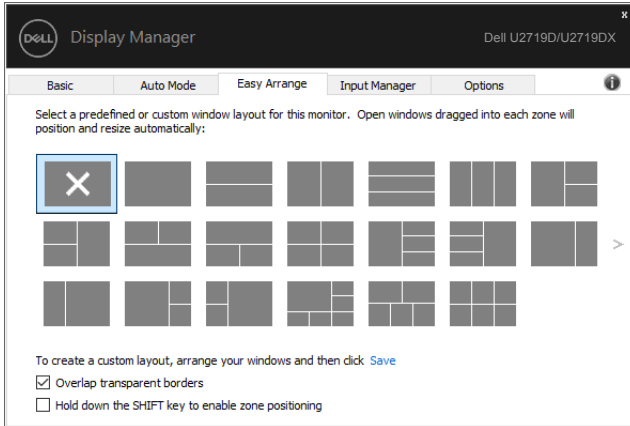 x
DELL Display Manager Dell U2719D/U2719DX
Basic Auto Mode Easy Arrange Input Manager Options i
Select a predefined or custom window layout for this monitor. Open windows dragged into each zone will
position and resize automatically:
>
To create a custom layout, arrange your windows and then click Save
Overlap transparent borders
Hold down the SHIFT key to enable zone positioning